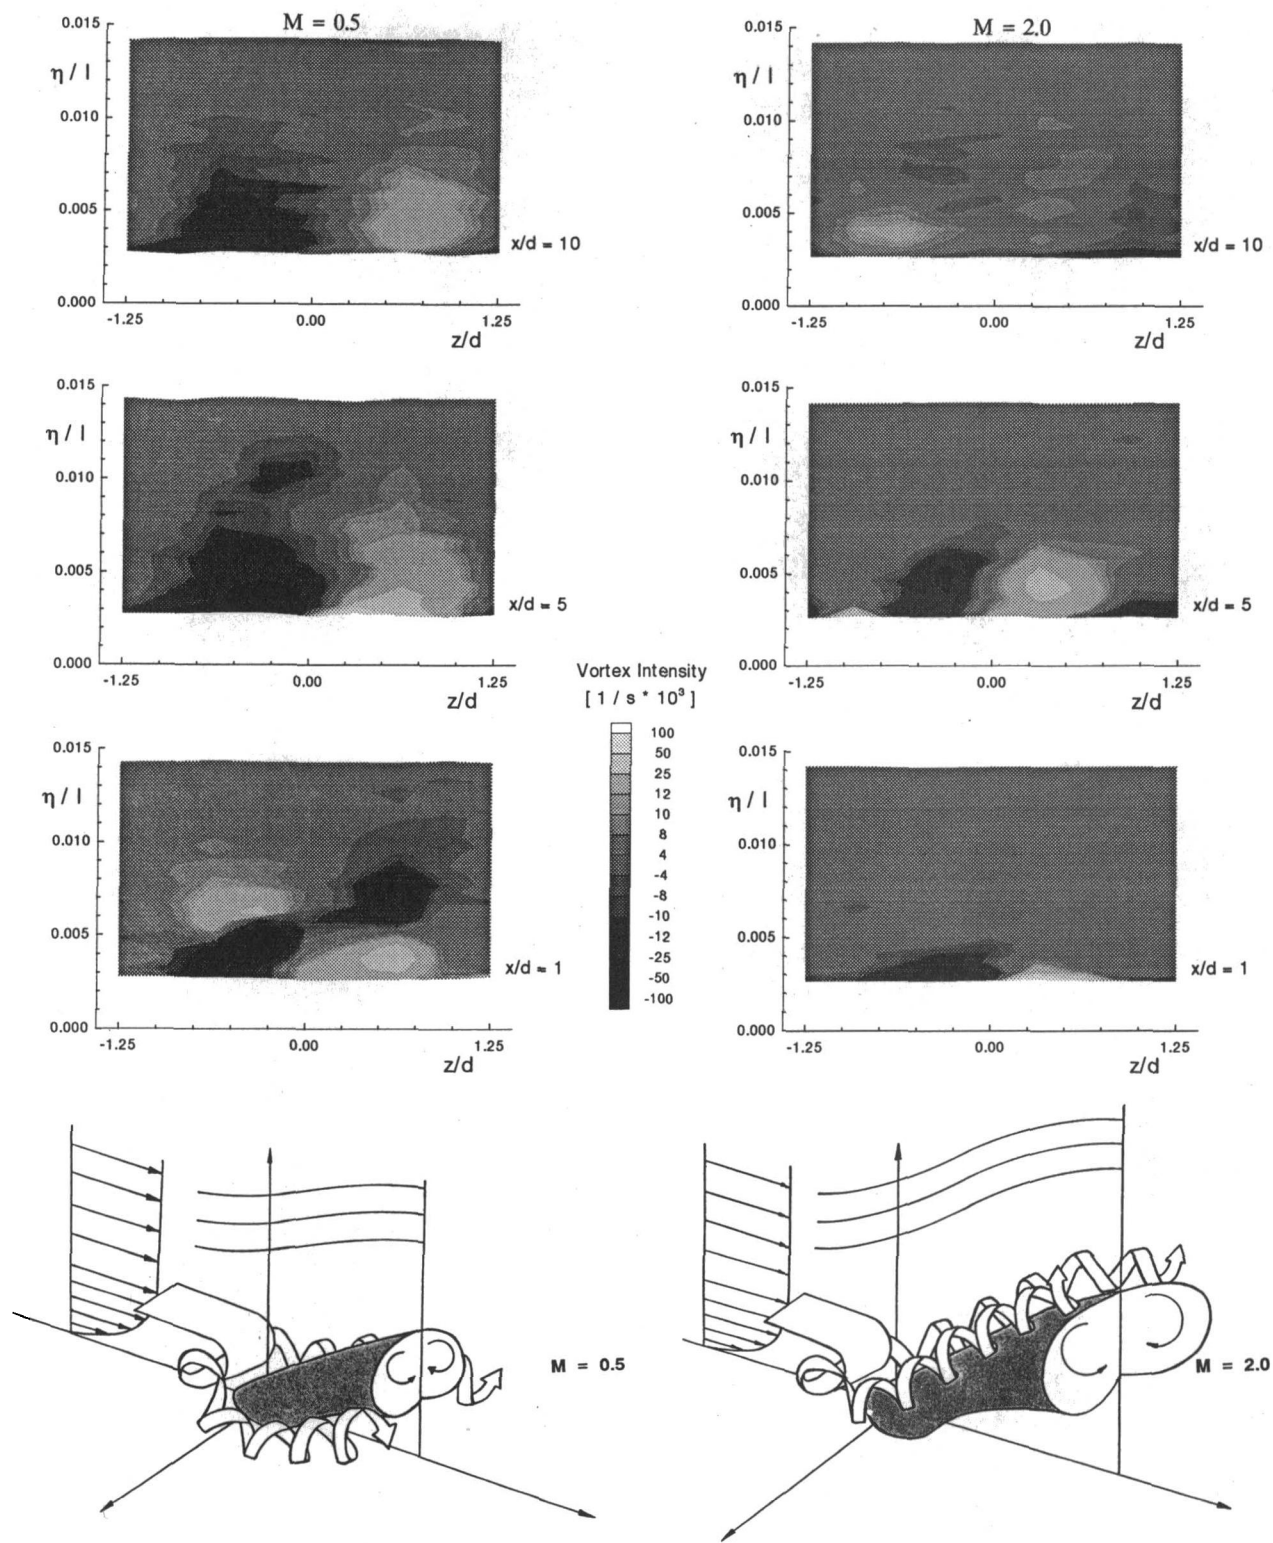 M = 0.5
0.015
η / l
0.010
0.005
0.000
x/d = 10
-1.25
0.00
1.25
z/d
M = 2.0
0.015
η / l
0.010
0.005
0.000
x/d = 10
-1.25
0.00
1.25
z/d
0.015
η / l
0.010
0.005
0.000
x/d = 5
-1.25
0.00
1.25
z/d
0.015
η / l
0.010
0.005
0.000
x/d = 5
-1.25
0.00
1.25
z/d
Vortex Intensity
[ 1 / s * 10³ ]
100
50
25
12
10
8
4
-4
-8
-10
-12
-25
-50
-100
0.015
η / l
0.010
0.005
0.000
x/d = 1
-1.25
0.00
1.25
z/d
0.015
η / l
0.010
0.005
0.000
x/d = 1
-1.25
0.00
1.25
z/d
M = 0.5
M = 2.0